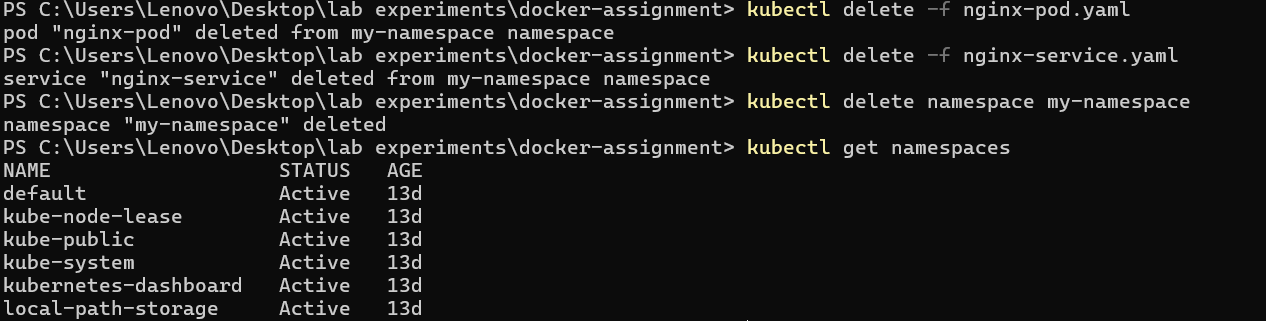 PS C:\Users\Lenovo\Desktop\lab experiments\docker-assignment> kubectl delete -f nginx-pod.yaml
pod "nginx-pod" deleted from my-namespace namespace
PS C:\Users\Lenovo\Desktop\lab experiments\docker-assignment> kubectl delete -f nginx-service.yaml
service "nginx-service" deleted from my-namespace namespace
PS C:\Users\Lenovo\Desktop\lab experiments\docker-assignment> kubectl delete namespace my-namespace
namespace "my-namespace" deleted
PS C:\Users\Lenovo\Desktop\lab experiments\docker-assignment> kubectl get namespaces
NAME                   STATUS   AGE
default                Active   13d
kube-node-lease        Active   13d
kube-public            Active   13d
kube-system            Active   13d
kubernetes-dashboard   Active   13d
local-path-storage     Active   13d